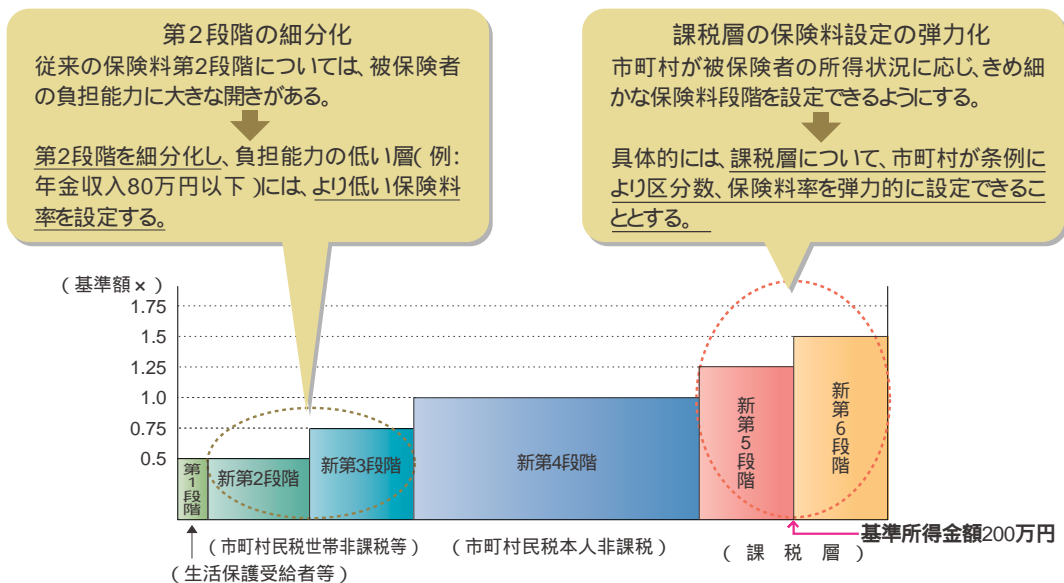 第2段階の細分化
従来の保険料第2段階については、被保険者
の負担能力に大きな開きがある。
第2段階を細分化し、負担能力の低い層(例:
年金収入80万円以下)には、より低い保険料
率を設定する。
課税層の保険料設定の弾力化
市町村が被保険者の所得状況に応じ、きめ細
かな保険料段階を設定できるようにする。
具体的には、課税層について、市町村が条例
により区分数、保険料率を弾力的に設定できるこ
ととする。
(基準額×)
1.75
1.5
1.25
1.0
0.75
0.5
第1段階
新第2段階
新第3段階
新第4段階
新第5段階
新第6段階
基準所得金額200万円
(市町村民税世帯非課税等)
(市町村民税本人非課税)
(課税層)
(生活保護受給者等)